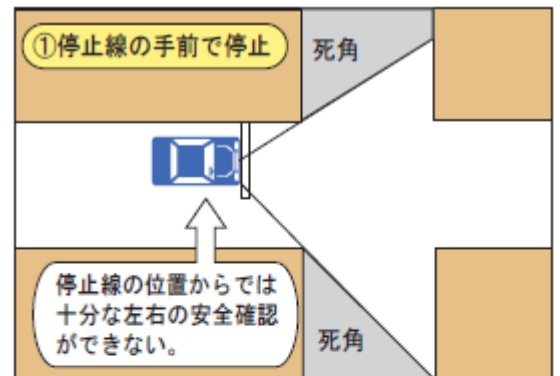 ①停止線の手前で停止
死角
停止線の位置からでは
十分な左右の安全確認
ができない。
死角